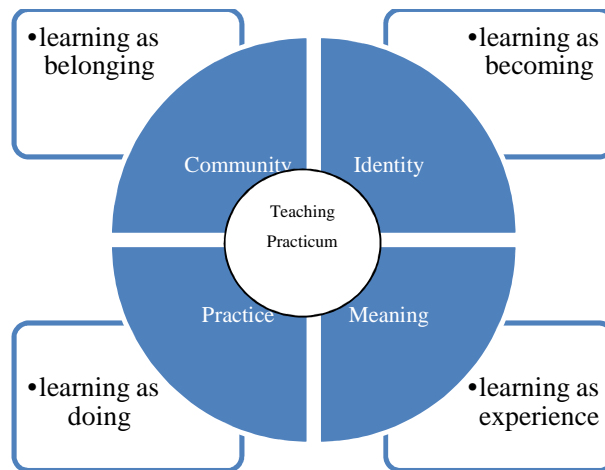 •learning as
belonging
•learning as
becoming
Community
Identity
Teaching
Practicum
Practice
Meaning
•learning as
doing
•learning as
experience